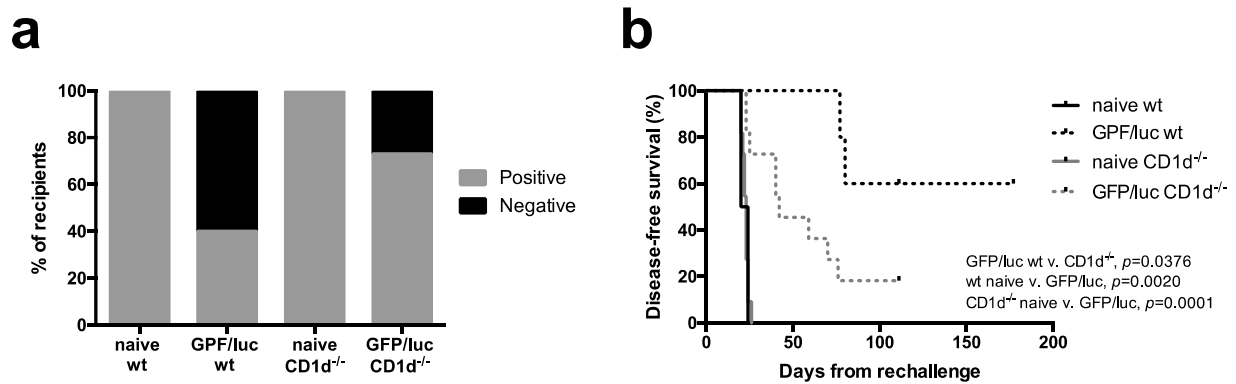 a
100
80
60
40
20
0
% of recipients
naive wt
GPF/luc wt
naive CD1d-/-
GFP/luc CD1d-/-
Positive
Negative
b
100
80
60
40
20
0
Disease-free survival (%)
0 50 100 150 200
Days from rechallenge
naive wt
GPF/luc wt
naive CD1d-/-
GFP/luc CD1d-/-
GFP/luc wt v. CD1d-/-, p=0.0376
wt naive v. GFP/luc, p=0.0020
CD1d-/- naive v. GFP/luc, p=0.0001